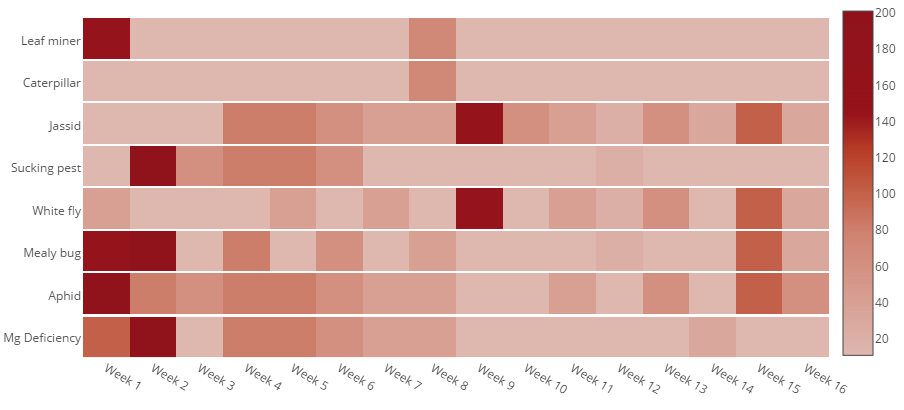 Leaf miner
Caterpillar
Jassid
Sucking pest
White fly
Mealy bug
Aphid
Mg Deficiency
Week 1
Week 2
Week 3
Week 4
Week 5
Week 6
Week 7
Week 8
Week 9
Week 10
Week 11
Week 12
Week 13
Week 14
Week 15
Week 16
200
180
160
140
120
100
80
60
40
20